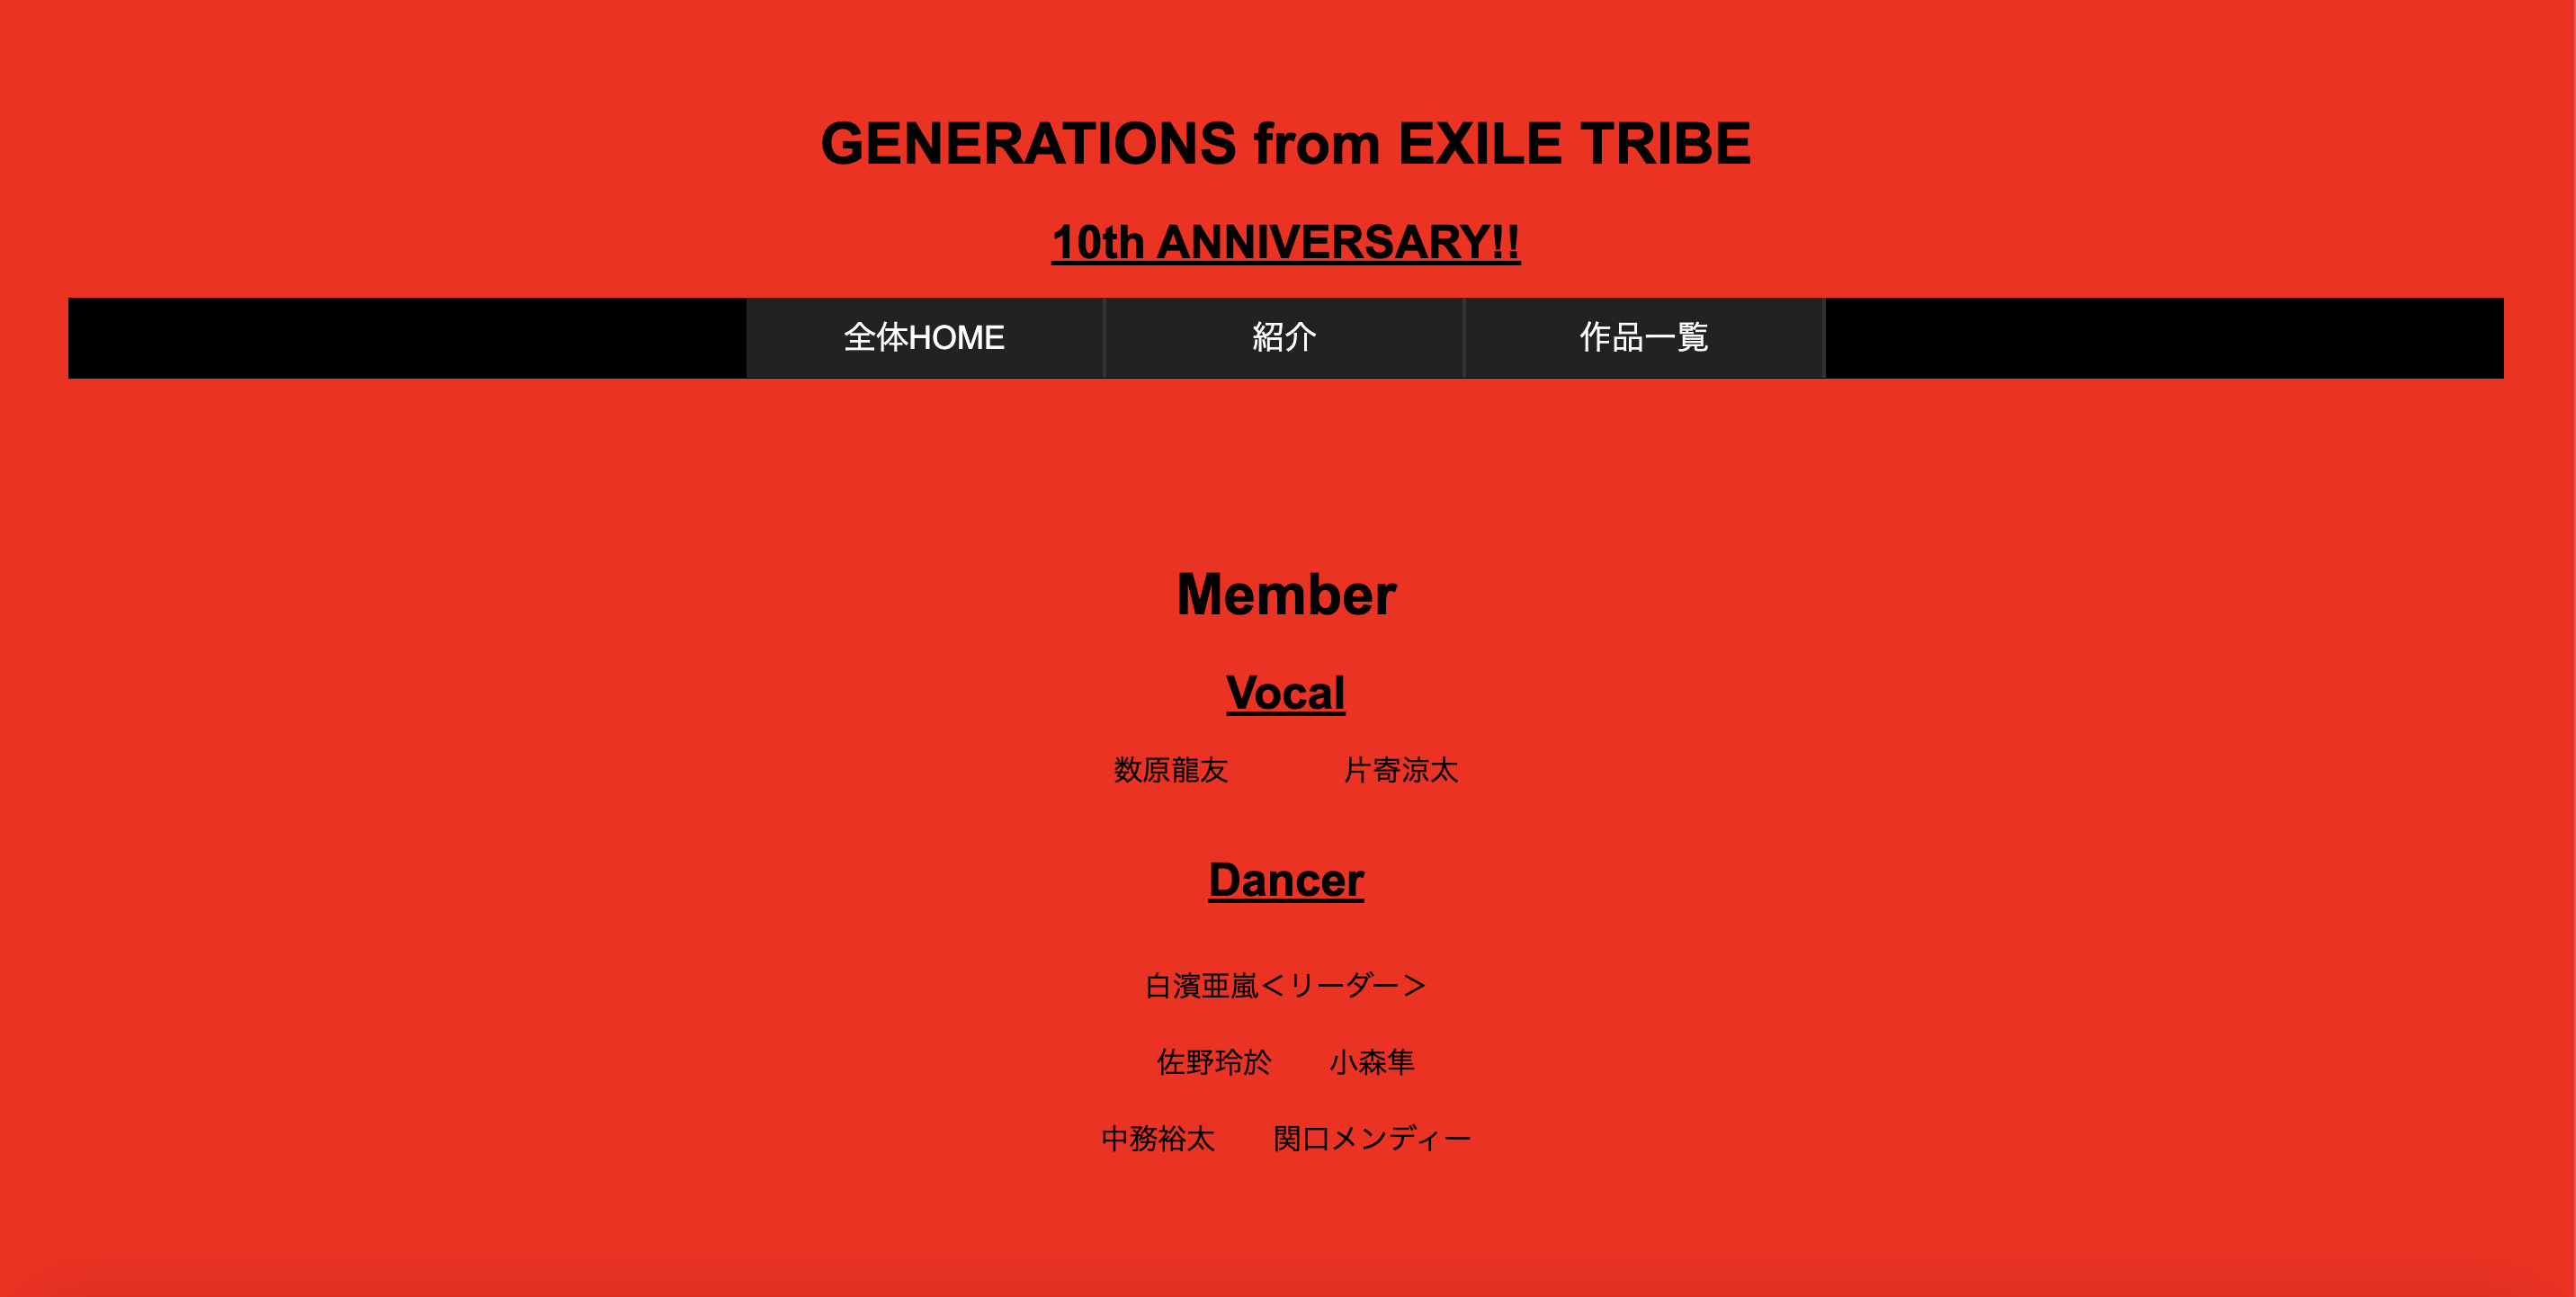 GENERATIONS from EXILE TRIBE
10th ANNIVERSARY!!
全体HOME 紹介 作品一覧
Member
Vocal
数原龍友 片寄涼太
Dancer
白濱亜嵐＜リーダー＞
佐野玲於 小森隼
中務裕太 関口メンディー